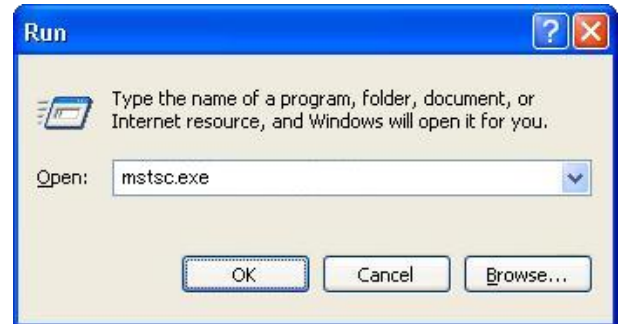 Run
Type the name of a program, folder, document, or
Internet resource, and Windows will open it for you.
Open: mstsc.exe
OK Cancel Browse...